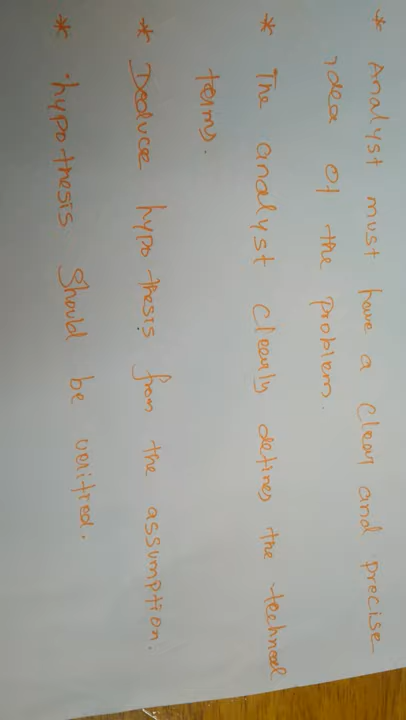 * Analyst must have a clear and precise
idea of the problem.
* The analyst clearly defines the technical
terms.
* Deduce hypothesis from the assumption.
* hypothesis should be verified.